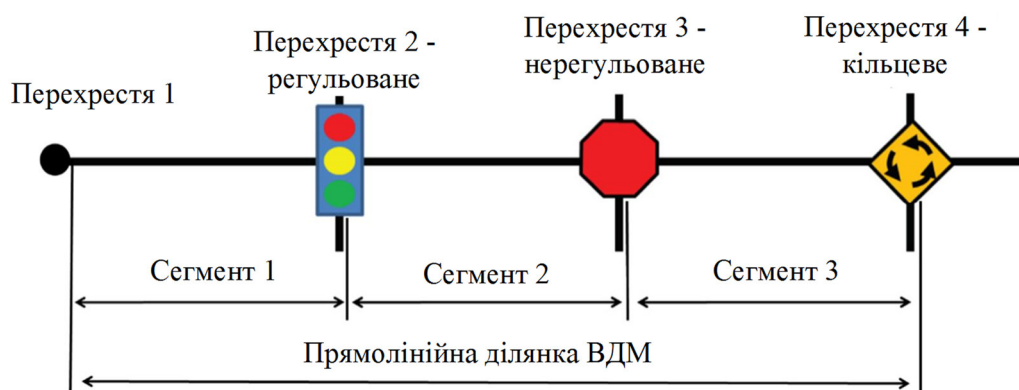 Перехрестя 1
Перехрестя 2 -
регульоване
Перехрестя 3 -
нерегульоване
Перехрестя 4 -
кільцеве
Сегмент 1
Сегмент 2
Сегмент 3
Прямолінійна ділянка ВДМ